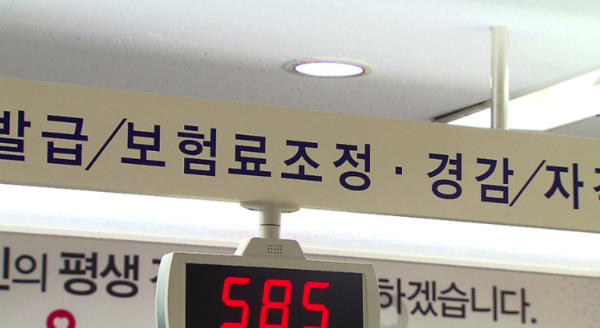 발급/보험료조정·경감/자
의 평생 하겠습니다.
585